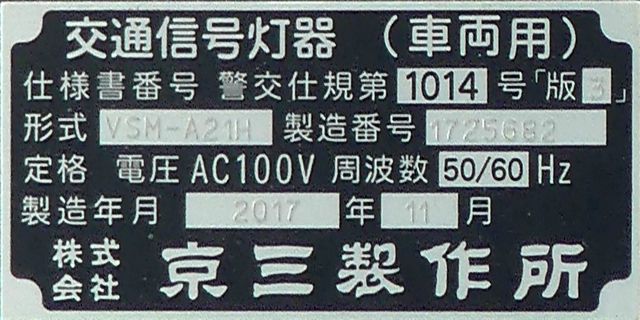 交通信号灯器（車両用）
仕様書番号 警交仕規第 1014 号「版3」
形式 VSM-A21H 製造番号 1725682
定格 電圧 AC100V 周波数 50/60 Hz
製造年月 2017 年 11 月
株式会社 京三製作所